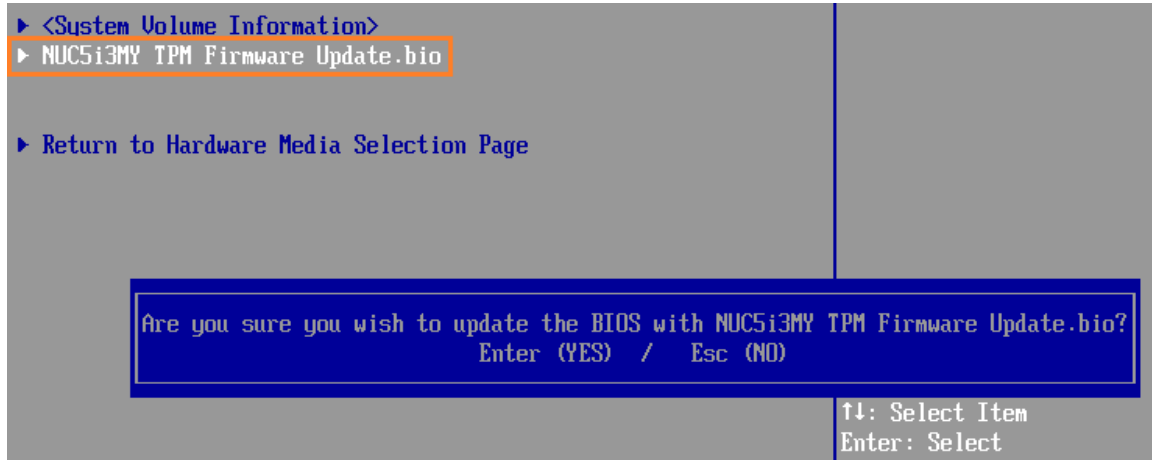 <System Volume Information>
NUC5i3MY TPM Firmware Update.bio
Return to Hardware Media Selection Page
Are you sure you wish to update the BIOS with NUC5i3MY TPM Firmware Update.bio?
Enter (YES) / Esc (NO)
↑↓: Select Item
Enter: Select